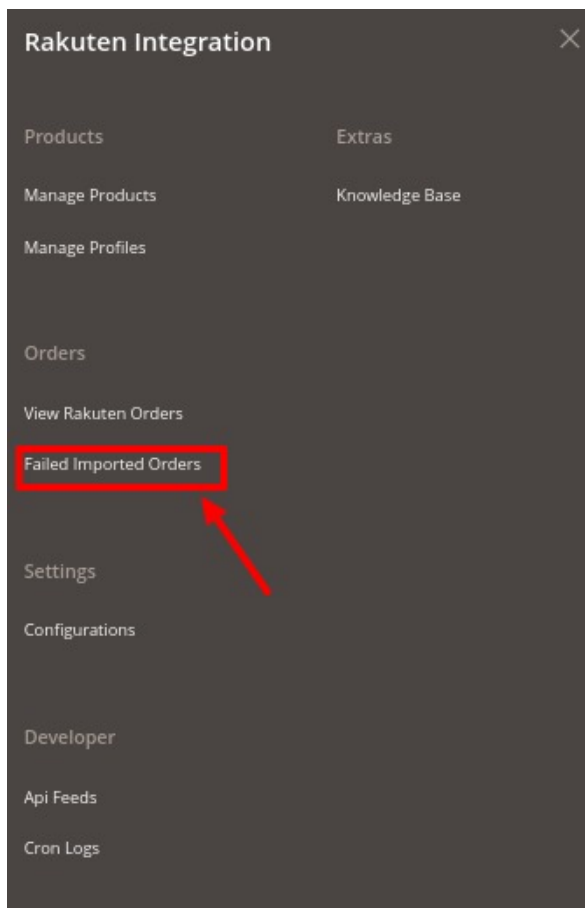 Rakuten Integration
Products
Manage Products
Manage Profiles
Extras
Knowledge Base
Orders
View Rakuten Orders
Failed Imported Orders
Settings
Configurations
Developer
Api Feeds
Cron Logs